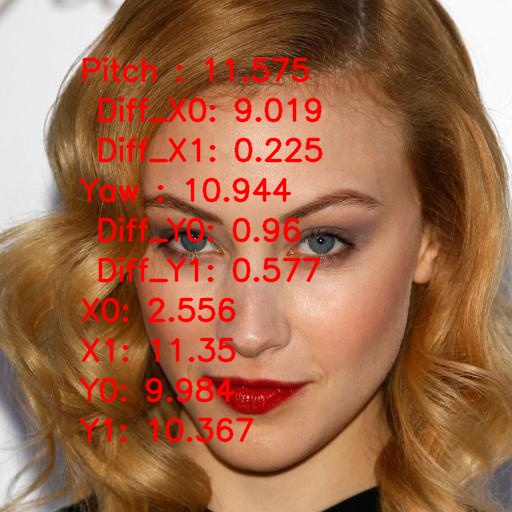 Pitch : 11.575
Diff_X0: 9.019
Diff_X1: 0.225
Yaw : 10.944
Diff_Y0: 0.96
Diff_Y1: 0.577
X0: 2.556
X1: 11.35
Y0: 9.984
Y1: 10.367